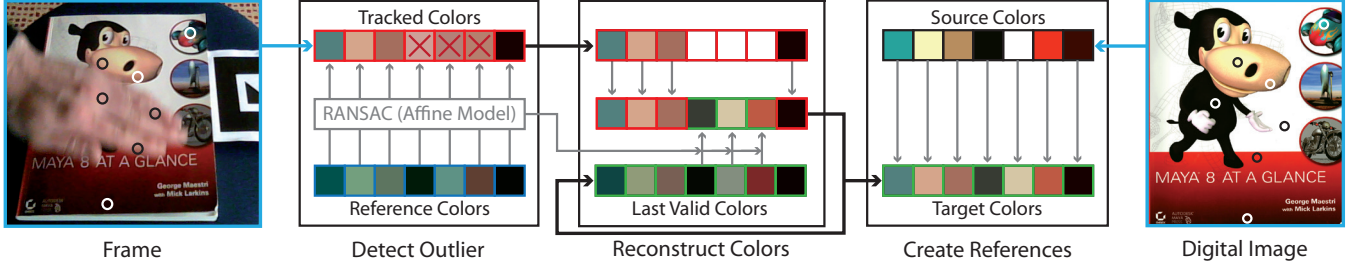 Tracked Colors
RANSAC (Affine Model)
Reference Colors
Last Valid Colors
Source Colors
Target Colors
MAYA 8 AT A GLANCE
George Maestri
with Mick Larkins
MAYA 8 AT A GLANCE
George Maestri
with Mick Larkins
Frame
Detect Outlier
Reconstruct Colors
Create References
Digital Image